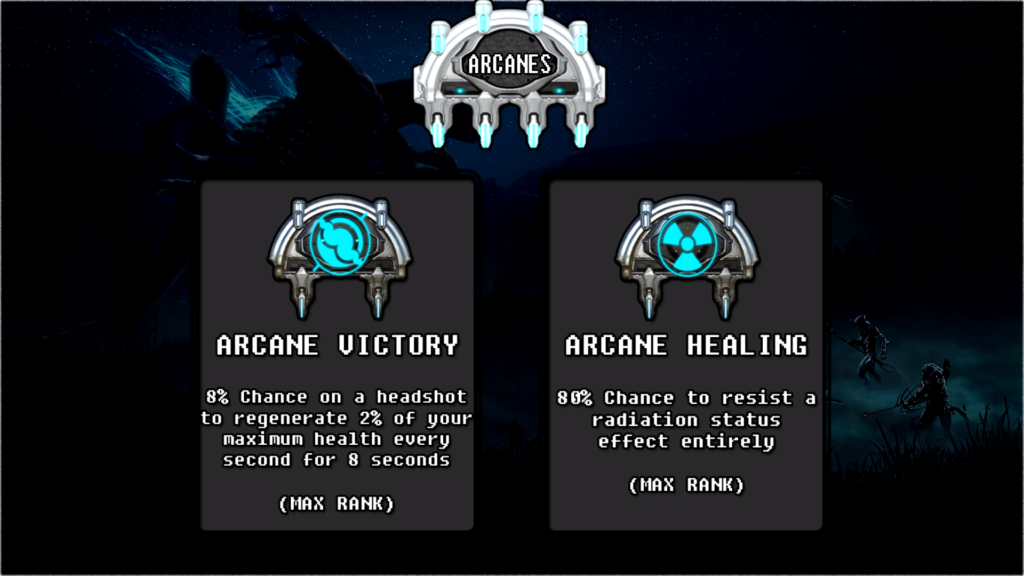 ARCANES
ARCANE VICTORY
8% Chance on a headshot
to regenerate 2% of your
maximum health every
second for 8 seconds
(MAX RANK)
ARCANE HEALING
80% Chance to resist a
radiation status
effect entirely
(MAX RANK)